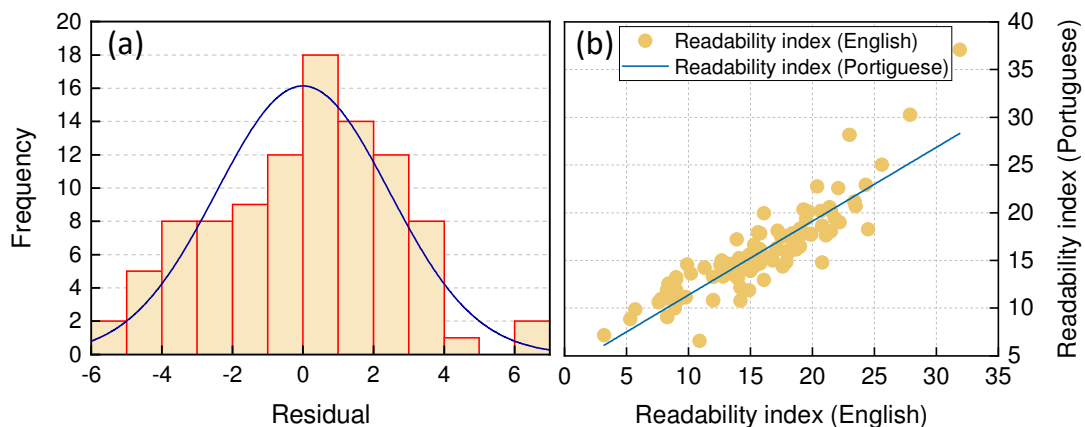 (a)
Frequency
20
18
16
14
12
10
8
6
4
2
0
-6 -4 -2 0 2 4 6
Residual
(b)
Readability index (English)
Readability index (Portiguese)
40
35
30
25
20
15
10
5
Readability index (Portuguese)
0 5 10 15 20 25 30 35
Readability index (English)